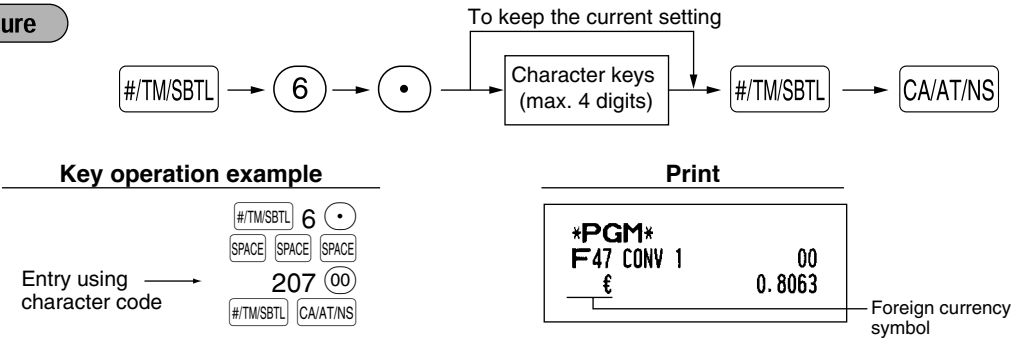 ure
To keep the current setting
#/TM/SBTL 6 • Character keys (max. 4 digits) #/TM/SBTL CA/AT/NS
Key operation example
#/TM/SBTL 6 •
SPACE SPACE SPACE
Entry using character code
207 00
#/TM/SBTL CA/AT/NS
Print
*PGM*
F47 CONV 1 00
€ 0.8063
Foreign currency
symbol